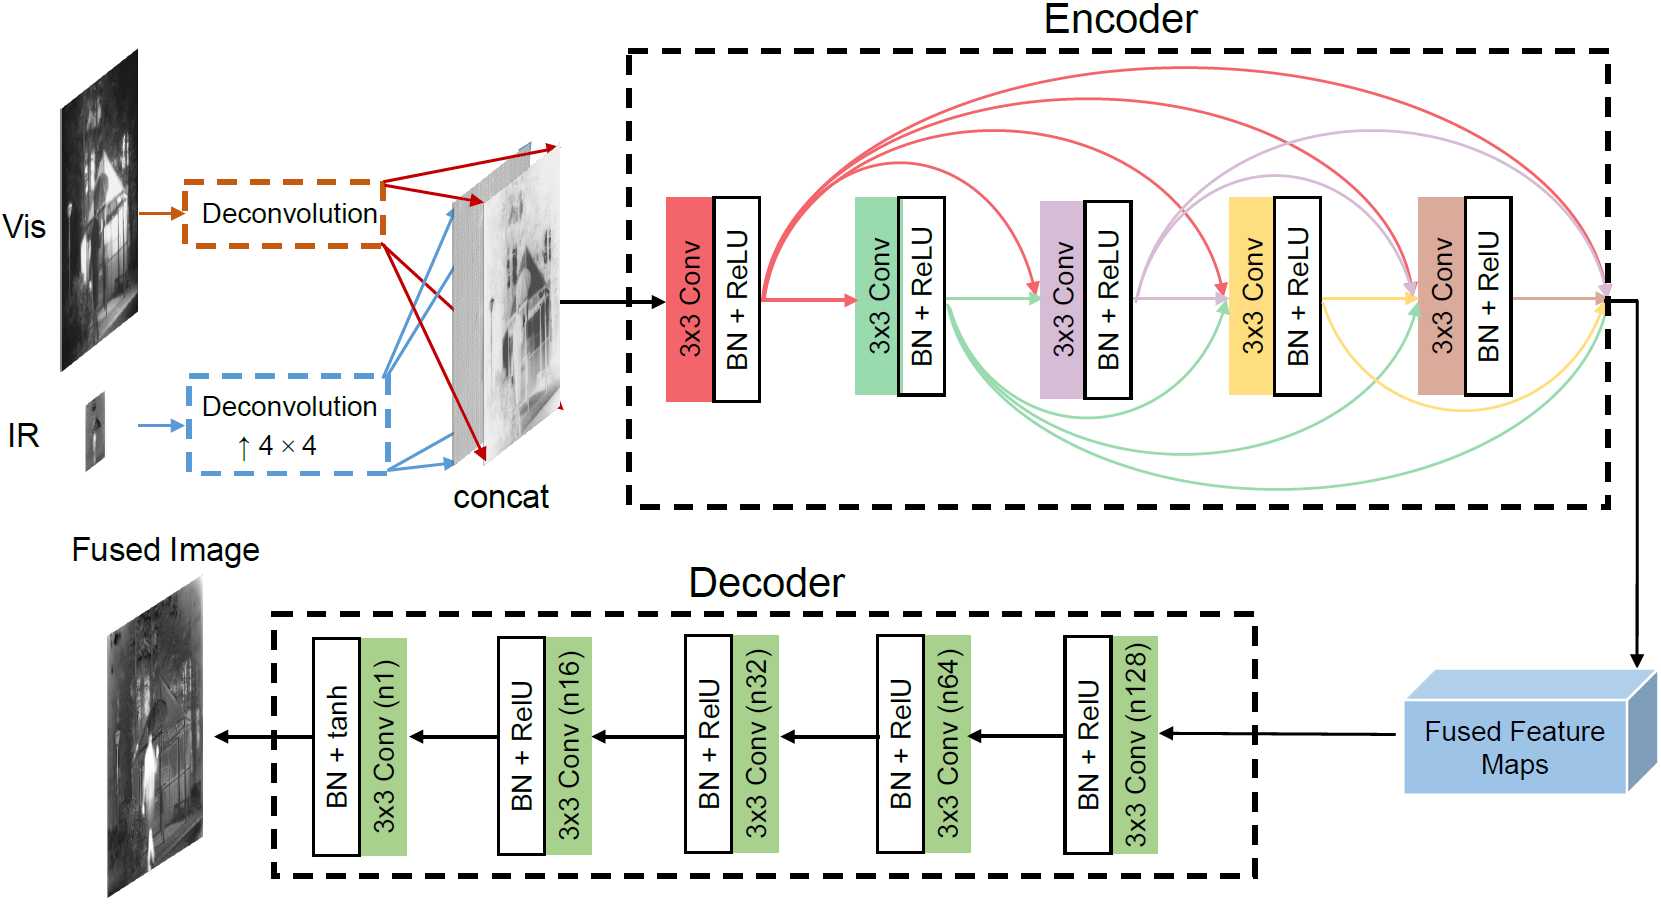 Encoder
Vis
Deconvolution
IR
Deconvolution
↑ 4 × 4
concat
3x3 Conv
BN + ReLU
3x3 Conv
BN + ReLU
3x3 Conv
BN + ReLU
3x3 Conv
BN + ReLU
3x3 Conv
BN + RelU
Fused Image
Decoder
BN + tanh
3x3 Conv (n1)
BN + RelU
3x3 Conv (n16)
BN + RelU
3x3 Conv (n32)
BN + RelU
3x3 Conv (n64)
BN + RelU
3x3 Conv (n128)
Fused Feature
Maps